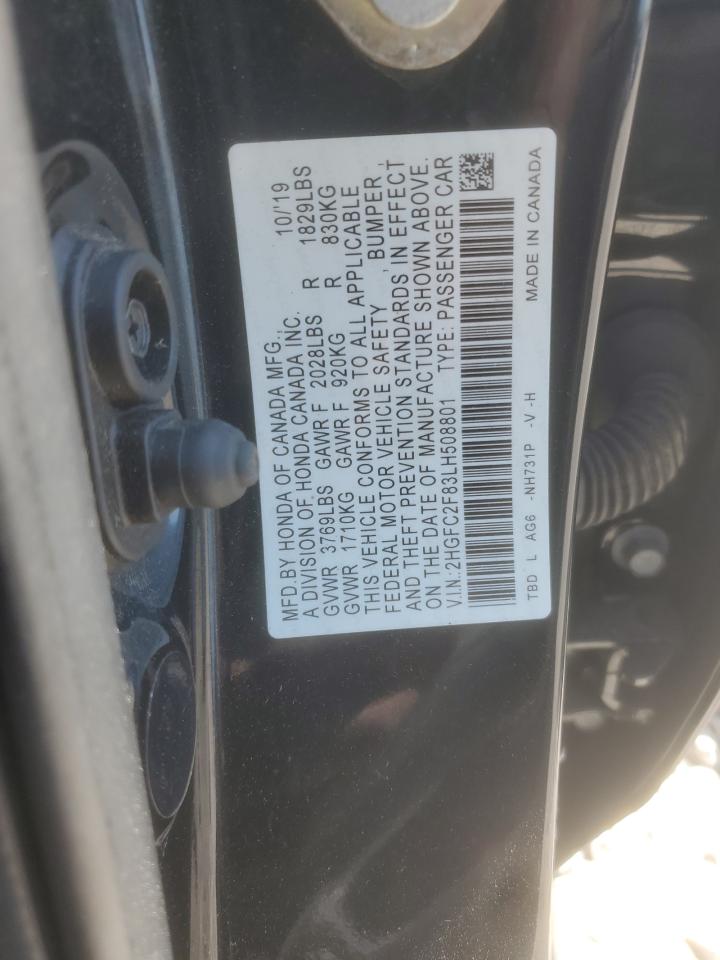 MFD.BY HONDA OF CANADA MFG., 10/19
A DIVISION OF HONDA CANADA INC.
GVWR 3769LBS GAWR F 2028LBS R 1829LBS
GVWR 1710KG GAWR F 920KG R 830KG
THIS VEHICLE CONFORMS TO ALL APPLICABLE
FEDERAL MOTOR VEHICLE SAFETY , BUMPER ,
AND THEFT PREVENTION STANDARDS, IN EFFECT
ON THE DATE OF MANUFACTURE SHOWN ABOVE.
V.I.N.:2HGFC2F83LH508801 TYPE: PASSENGER CAR
TBD L AG6 -NH731P -V -H MADE IN CANADA